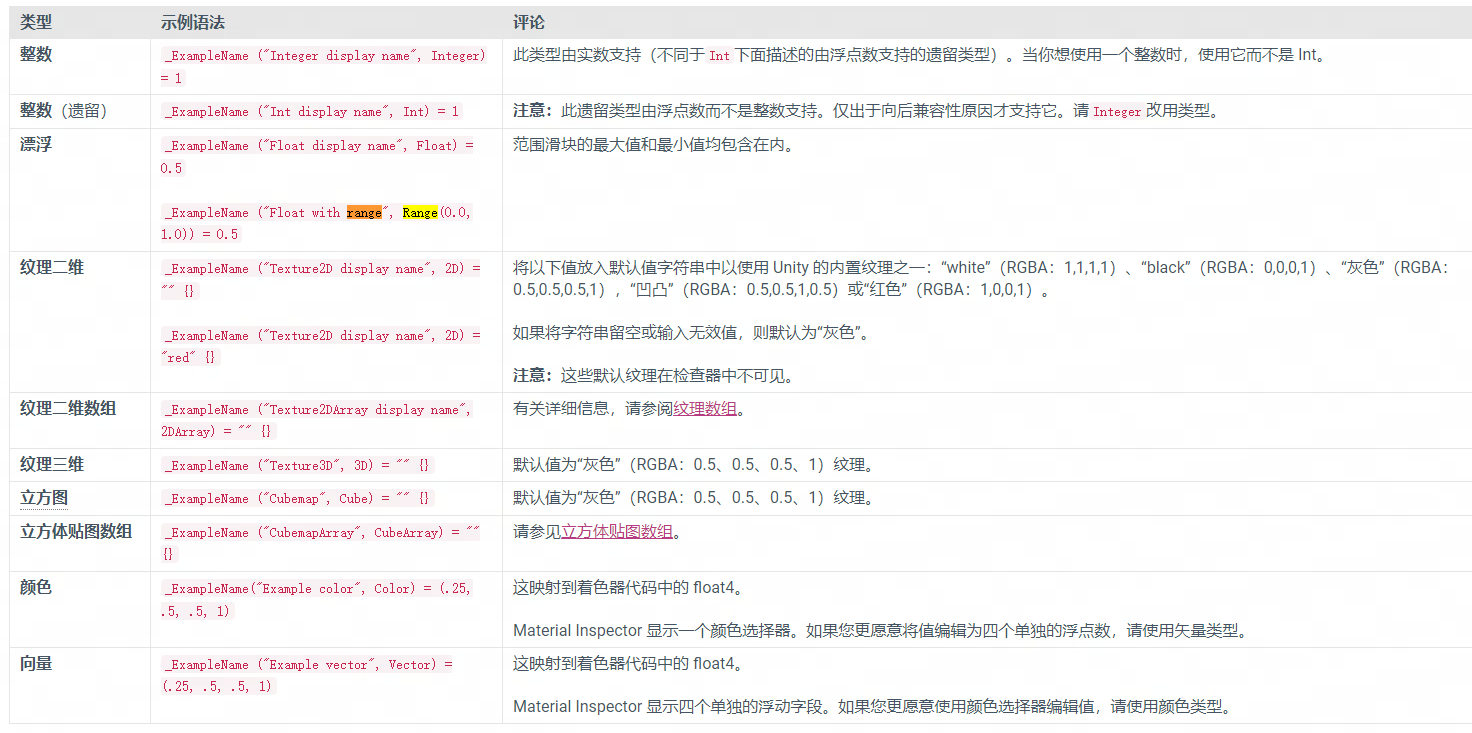 类型 示例语法 评论
整数 _ExampleName ("Integer display name", Integer) 此类型由实数支持（不同于 Int 下面描述的由浮点数支持的遗留类型）。当你想使用一个整数时，使用它而不是 Int。
= 1
整数（遗留） _ExampleName ("Int display name", Int) = 1 注意：此遗留类型由浮点数而不是整数支持。仅出于向后兼容性原因才支持它。请 Integer 改用类型。
漂浮 _ExampleName ("Float display name", Float) = 范围滑块的最大值和最小值均包含在内。
0.5
_ExampleName ("Float with range", Range(0.0,
1.0)) = 0.5
纹理二维 _ExampleName ("Texture2D display name", 2D) = 将以下值放入默认值字符串中以使用 Unity 的内置纹理之一：“white”（RGBA：1,1,1,1）、“black”（RGBA：0,0,0,1）、“灰色”（RGBA：
"" {} 0.5,0.5,0.5,1），“凹凸”（RGBA：0.5,0.5,1,0.5）或“红色”（RGBA：1,0,0,1）。
_ExampleName ("Texture2D display name", 2D) = 如果将字符串留空或输入无效值，则默认为“灰色”。
"red" {}
注意：这些默认纹理在检查器中不可见。
纹理二维数组 _ExampleName ("Texture2DArray display name", 有关详细信息，请参阅纹理数组。
2DArray) = "" {}
纹理三维 _ExampleName ("Texture3D", 3D) = "" {} 默认值为“灰色”（RGBA：0.5、0.5、0.5、1）纹理。
立方图 _ExampleName ("Cubemap", Cube) = "" {} 默认值为“灰色”（RGBA：0.5、0.5、0.5、1）纹理。
立方体贴图数组 _ExampleName ("CubemapArray", CubeArray) = "" 请参见立方体贴图数组。
{}
颜色 _ExampleName("Example color", Color) = (.25, 这映射到着色器代码中的 float4。
.5, .5, 1)
Material Inspector 显示一个颜色选择器。如果您更愿意将值编辑为四个单独的浮点数，请使用矢量类型。
向量 _ExampleName ("Example vector", Vector) = 这映射到着色器代码中的 float4。
(.25, .5, .5, 1)
Material Inspector 显示四个单独的浮动字段。如果您更愿意使用颜色选择器编辑值，请使用颜色类型。